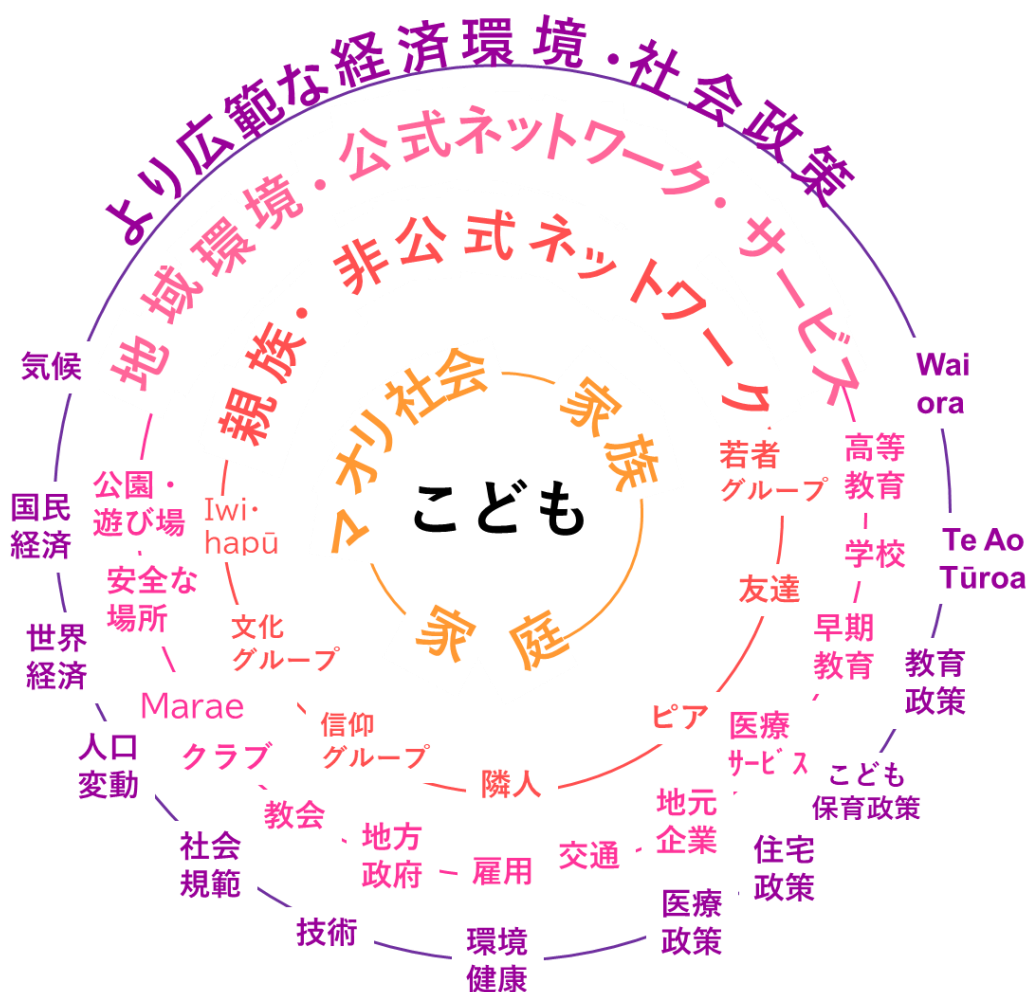 より広範な経済環境・社会政策
地域環境・公式ネットワーク・サービス
親族・非公式ネットワーク
マオリ社会
家族
家庭
こども
気候
国民
経済
世界
経済
人口
変動
社会
規範
技術
環境
健康
医療
政策
住宅
政策
こども
保育政策
教育
政策
Te Ao
Tūroa
Wai
ora
公園・
遊び場
安全な
場所
Marae
クラブ
教会
地方
政府
雇用
交通
地元
企業
医療
サービス
早期
教育
学校
高等
教育
Iwi・
hapū
文化
グループ
信仰
グループ
隣人
ピア
友達
若者
グループ